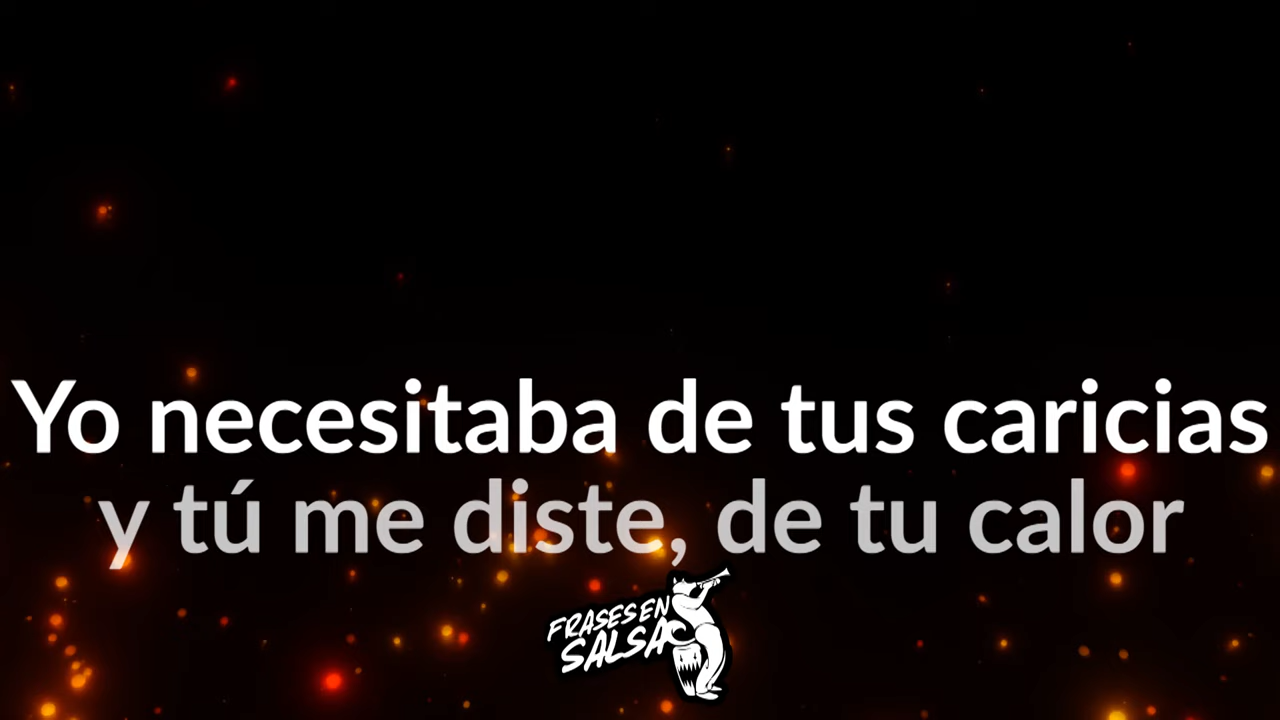 Yo necesitaba de tus caricias
y tú me diste, de tu calor
FRASES EN
SALSA